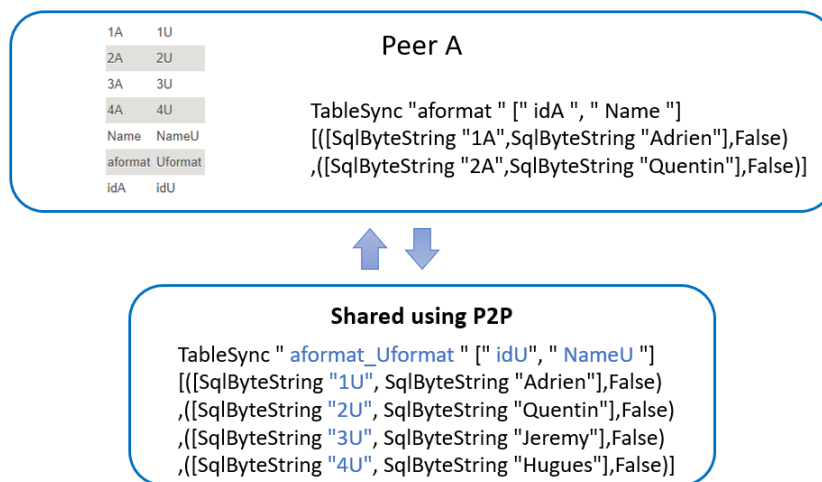 1A 1U
2A 2U
3A 3U
4A 4U
Name NameU
aformat Uformat
idA idU
Peer A
TableSync "aformat " [" idA ", " Name "]
[([SqlByteString "1A",SqlByteString "Adrien"],False)
,([SqlByteString "2A",SqlByteString "Quentin"],False)]
Shared using P2P
TableSync " aformat_Uformat " [" idU", " NameU "]
[([SqlByteString "1U", SqlByteString "Adrien"],False)
,([SqlByteString "2U", SqlByteString "Quentin"],False)
,([SqlByteString "3U", SqlByteString "Jeremy"],False)
,([SqlByteString "4U", SqlByteString "Hugues"],False)]